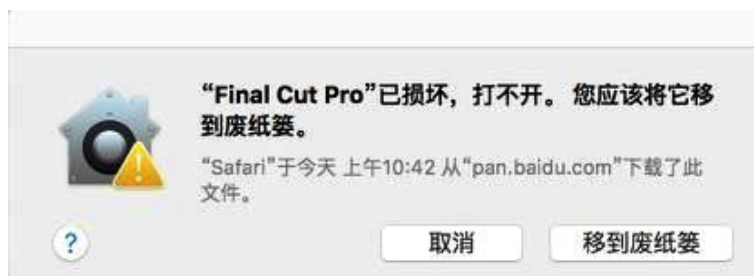 “Final Cut Pro”已损坏，打不开。 您应该将它移
到废纸篓。
“Safari”于今天 上午10:42 从“pan.baidu.com”下载了此
文件。
?
取消
移到废纸篓